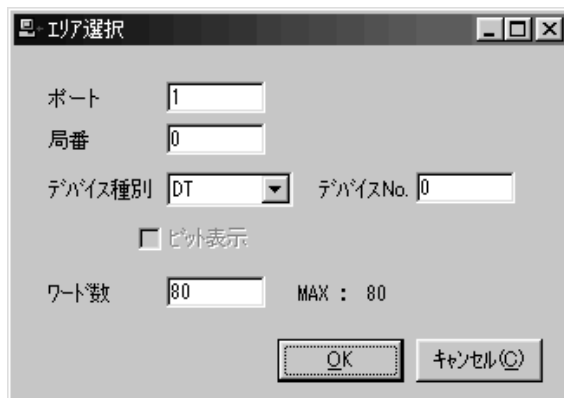 ｴﾘｱ選択
ポート 1
局番 0
ﾃﾞﾊﾞｲｽ種別 DT ﾃﾞﾊﾞｲｽNo. 0
ﾋﾞｯﾄ表示
ﾜｰﾄﾞ数 80 MAX : 80
OK ｷｬﾝｾﾙ(C)